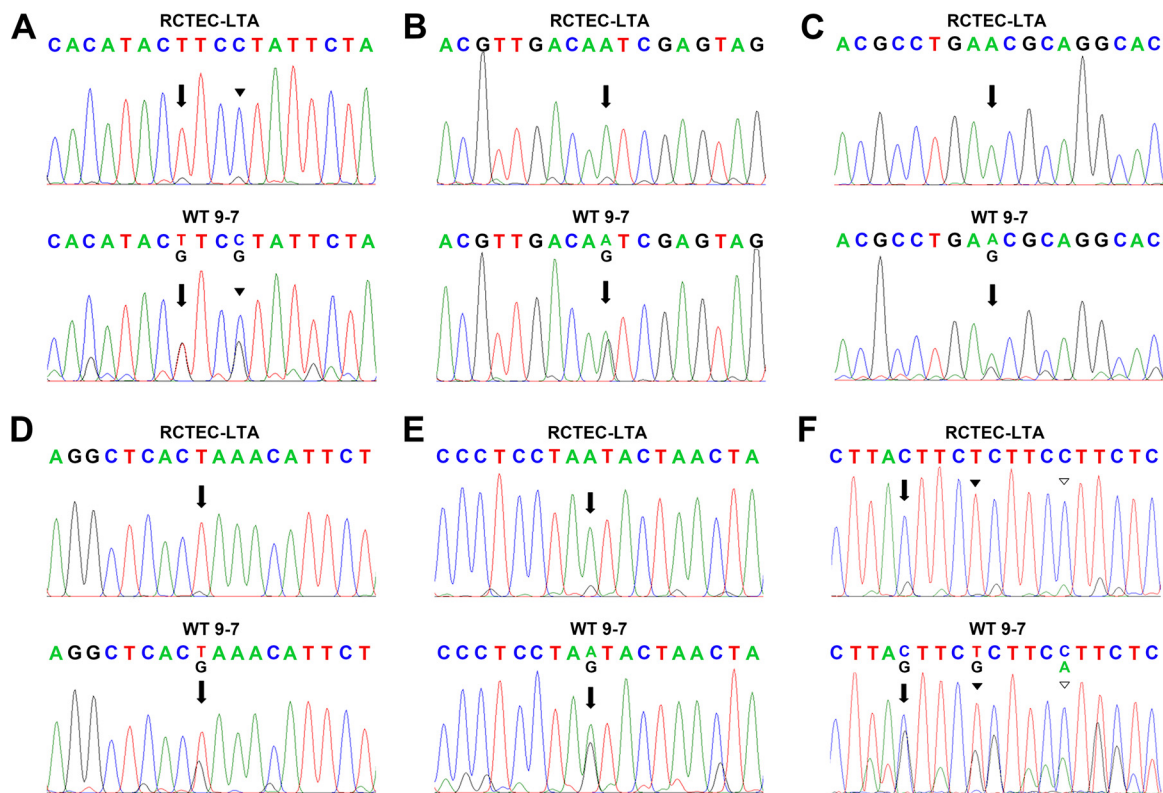 A
RCTEC-LTA
CACATACTTCCTATTCTA
WT 9-7
CACATACTTCCTATTCTA
G G
B
RCTEC-LTA
ACGTTGACAATCGAGTAG
WT 9-7
ACGTTGACAATCGAGTAG
G
C
RCTEC-LTA
ACGCCTGAACGCAGGCAC
WT 9-7
ACGCCTGAACGCAGGCAC
G
D
RCTEC-LTA
AGGCTCACTAAACATTCT
WT 9-7
AGGCTCACTAAACATTCT
G
E
RCTEC-LTA
CCCTCCTAATACTAACTA
WT 9-7
CCCTCCTAATACTAACTA
G
F
RCTEC-LTA
CTTACTTCTCTTCCTTCTC
WT 9-7
CTTACTTCTCTTCCTTCTC
G G A